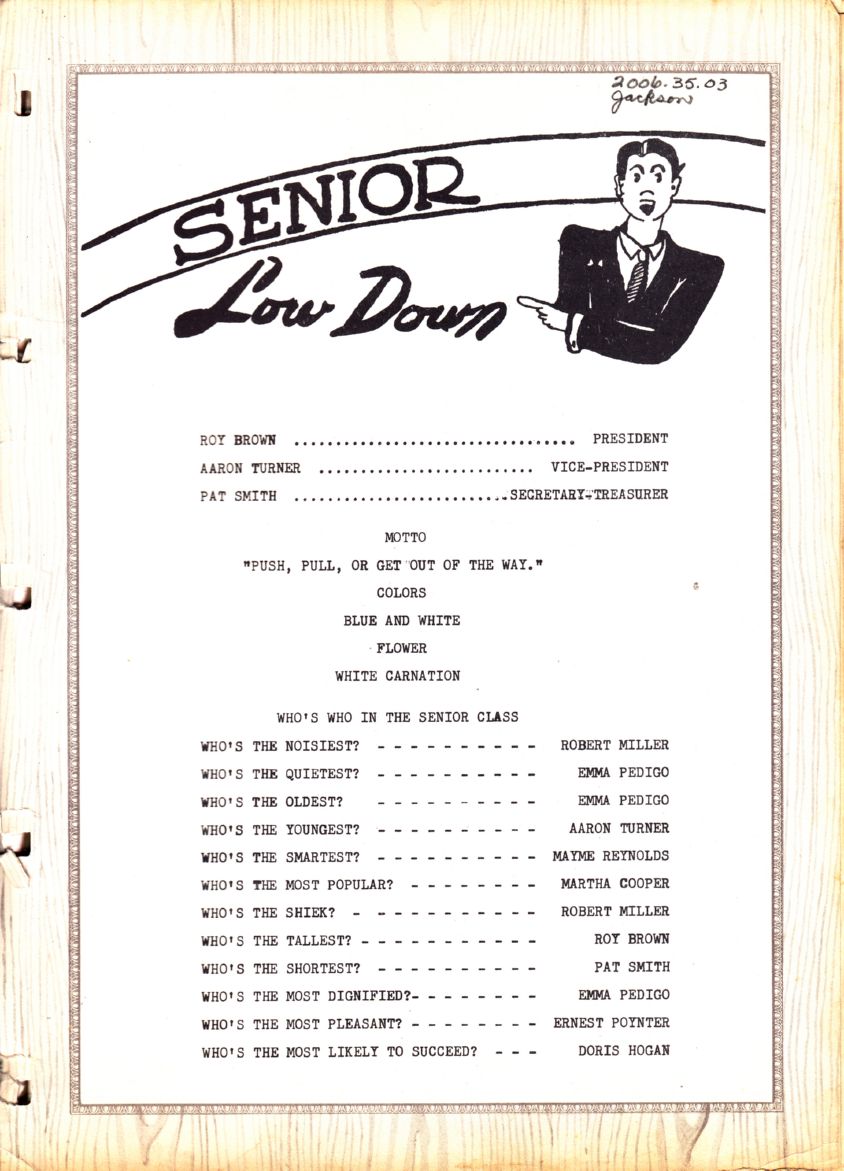 2006.35.03
Jackson
SENIOR
Low Down
ROY BROWN .................................. PRESIDENT
AARON TURNER .......................... VICE-PRESIDENT
PAT SMITH ..........................SECRETARY-TREASURER
MOTTO
"PUSH, PULL, OR GET OUT OF THE WAY."
COLORS
BLUE AND WHITE
FLOWER
WHITE CARNATION
WHO'S WHO IN THE SENIOR CLASS
WHO'S THE NOISIEST? - - - - - - - - - - ROBERT MILLER
WHO'S THE QUIETEST? - - - - - - - - - - EMMA PEDIGO
WHO'S THE OLDEST? - - - - - - - - - - EMMA PEDIGO
WHO'S THE YOUNGEST? - - - - - - - - - - AARON TURNER
WHO'S THE SMARTEST? - - - - - - - - - - MAYME REYNOLDS
WHO'S THE MOST POPULAR? - - - - - - - - MARTHA COOPER
WHO'S THE SHIEK? - - - - - - - - - - - ROBERT MILLER
WHO'S THE TALLEST? - - - - - - - - - - - ROY BROWN
WHO'S THE SHORTEST? - - - - - - - - - - PAT SMITH
WHO'S THE MOST DIGNIFIED?- - - - - - - - EMMA PEDIGO
WHO'S THE MOST PLEASANT? - - - - - - - - ERNEST POYNTER
WHO'S THE MOST LIKELY TO SUCCEED? - - - DORIS HOGAN